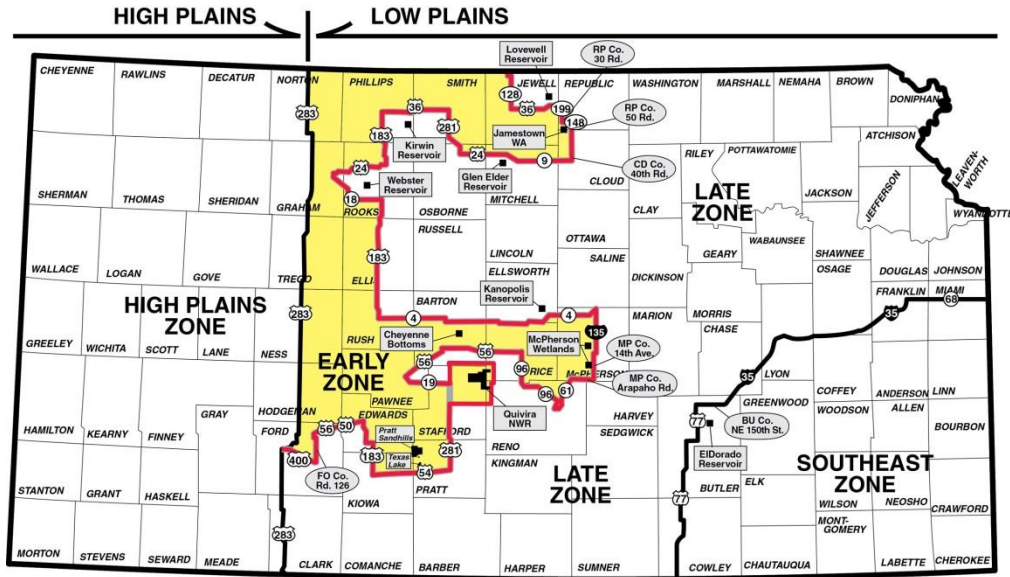 HIGH PLAINS
LOW PLAINS
CHEYENNE
RAWLINS
DECATUR
NORTON
PHILLIPS
SMITH
JEWELL
REPUBLIC
WASHINGTON
MARSHALL
NEMAHA
BROWN
DONIPHAN
Lovewell
Reservoir
RP Co.
30 Rd.
283
128
36
199
148
RP Co.
50 Rd.
Jamestown
WA
36
183
281
Kirwin
Reservoir
24
24
9
Glen Elder
Reservoir
CD Co.
40th Rd.
Webster
Reservoir
18
ATCHISON
SHERMAN
THOMAS
SHERIDAN
GRAHAM
ROOKS
OSBORNE
MITCHELL
CLOUD
CLAY
RILEY
POTTAWATOMIE
JACKSON
JEFFERSON
LEAVEN-
WORTH
WYANDOTTE
LATE
ZONE
WALLACE
LOGAN
GOVE
TREGO
ELLIS
183
RUSSELL
LINCOLN
ELLSWORTH
OTTAWA
SALINE
DICKINSON
GEARY
WABAUNSEE
SHAWNEE
OSAGE
DOUGLAS
JOHNSON
FRANKLIN
MIAMI
68
35
HIGH PLAINS
ZONE
283
Kanopolis
Reservoir
BARTON
4
4
135
MARION
MORRIS
CHASE
GREELEY
WICHITA
SCOTT
LANE
NESS
RUSH
Cheyenne
Bottoms
McPherson
Wetlands
MP Co.
14th Ave.
EARLY
ZONE
56
56
19
96
RICE
McPHERSON
61
96
MP Co.
Arapaho Rd.
35
LYON
COFFEY
ANDERSON
LINN
HAMILTON
KEARNY
FINNEY
GRAY
HODGEMAN
FORD
PAWNEE
EDWARDS
STAFFORD
Quivira
NWR
RENO
HARVEY
SEDGWICK
GREENWOOD
WOODSON
ALLEN
BOURBON
77
BU Co.
NE 150th St.
ElDorado
Reservoir
56
50
400
FO Co.
Rd. 126
183
Pratt
Sandhills
Texas
Lake
54
281
PRATT
KINGMAN
LATE
ZONE
BUTLER
ELK
SOUTHEAST
ZONE
STANTON
GRANT
HASKELL
KIOWA
77
WILSON
NEOSHO
CRAWFORD
MONT-
GOMERY
283
MORTON
STEVENS
SEWARD
MEADE
CLARK
COMANCHE
BARBER
HARPER
SUMNER
COWLEY
CHAUTAUQUA
LABETTE
CHEROKEE